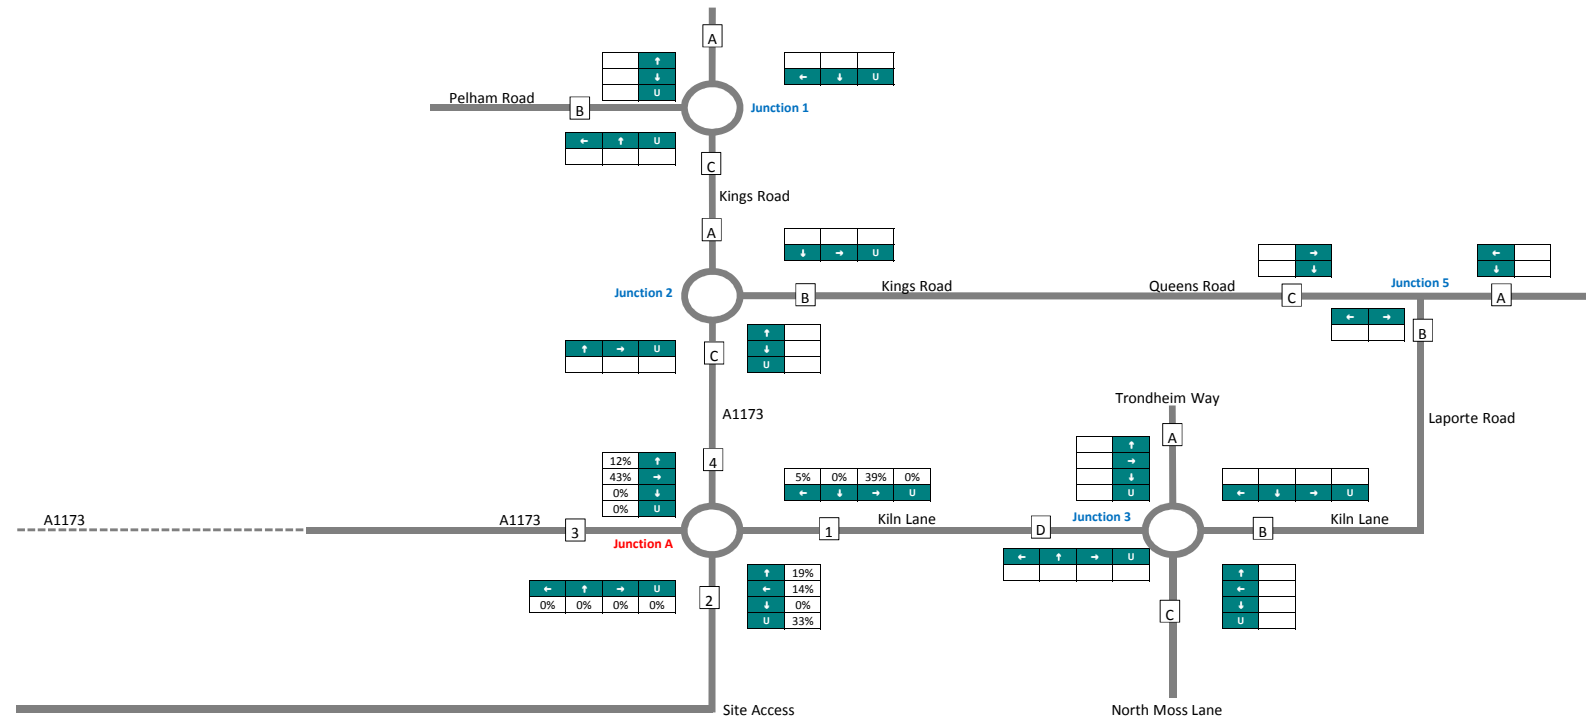 A
↑
↓
U
← ↓ U
Pelham Road
B
Junction 1
← ↑ U
C
Kings Road
A
↓ → U
Junction 2
B
Kings Road
Queens Road
→
↓
C
Junction 5
←
↓
A
← →
B
↑
↓
U
↑ → U
C
A1173
Trondheim Way
A
Laporte Road
12% ↑
43% →
0% ↓
0% U
4
5% 0% 39% 0%
← ↓ → U
↑
→
↓
U
← ↓ → U
A1173
A1173
3
Junction A
1
Kiln Lane
D
Junction 3
B
Kiln Lane
← ↑ → U
0% 0% 0% 0%
2
↑ 19%
← 14%
↓ 0%
U 33%
← ↑ → U
C
↑
←
↓
U
Site Access
North Moss Lane